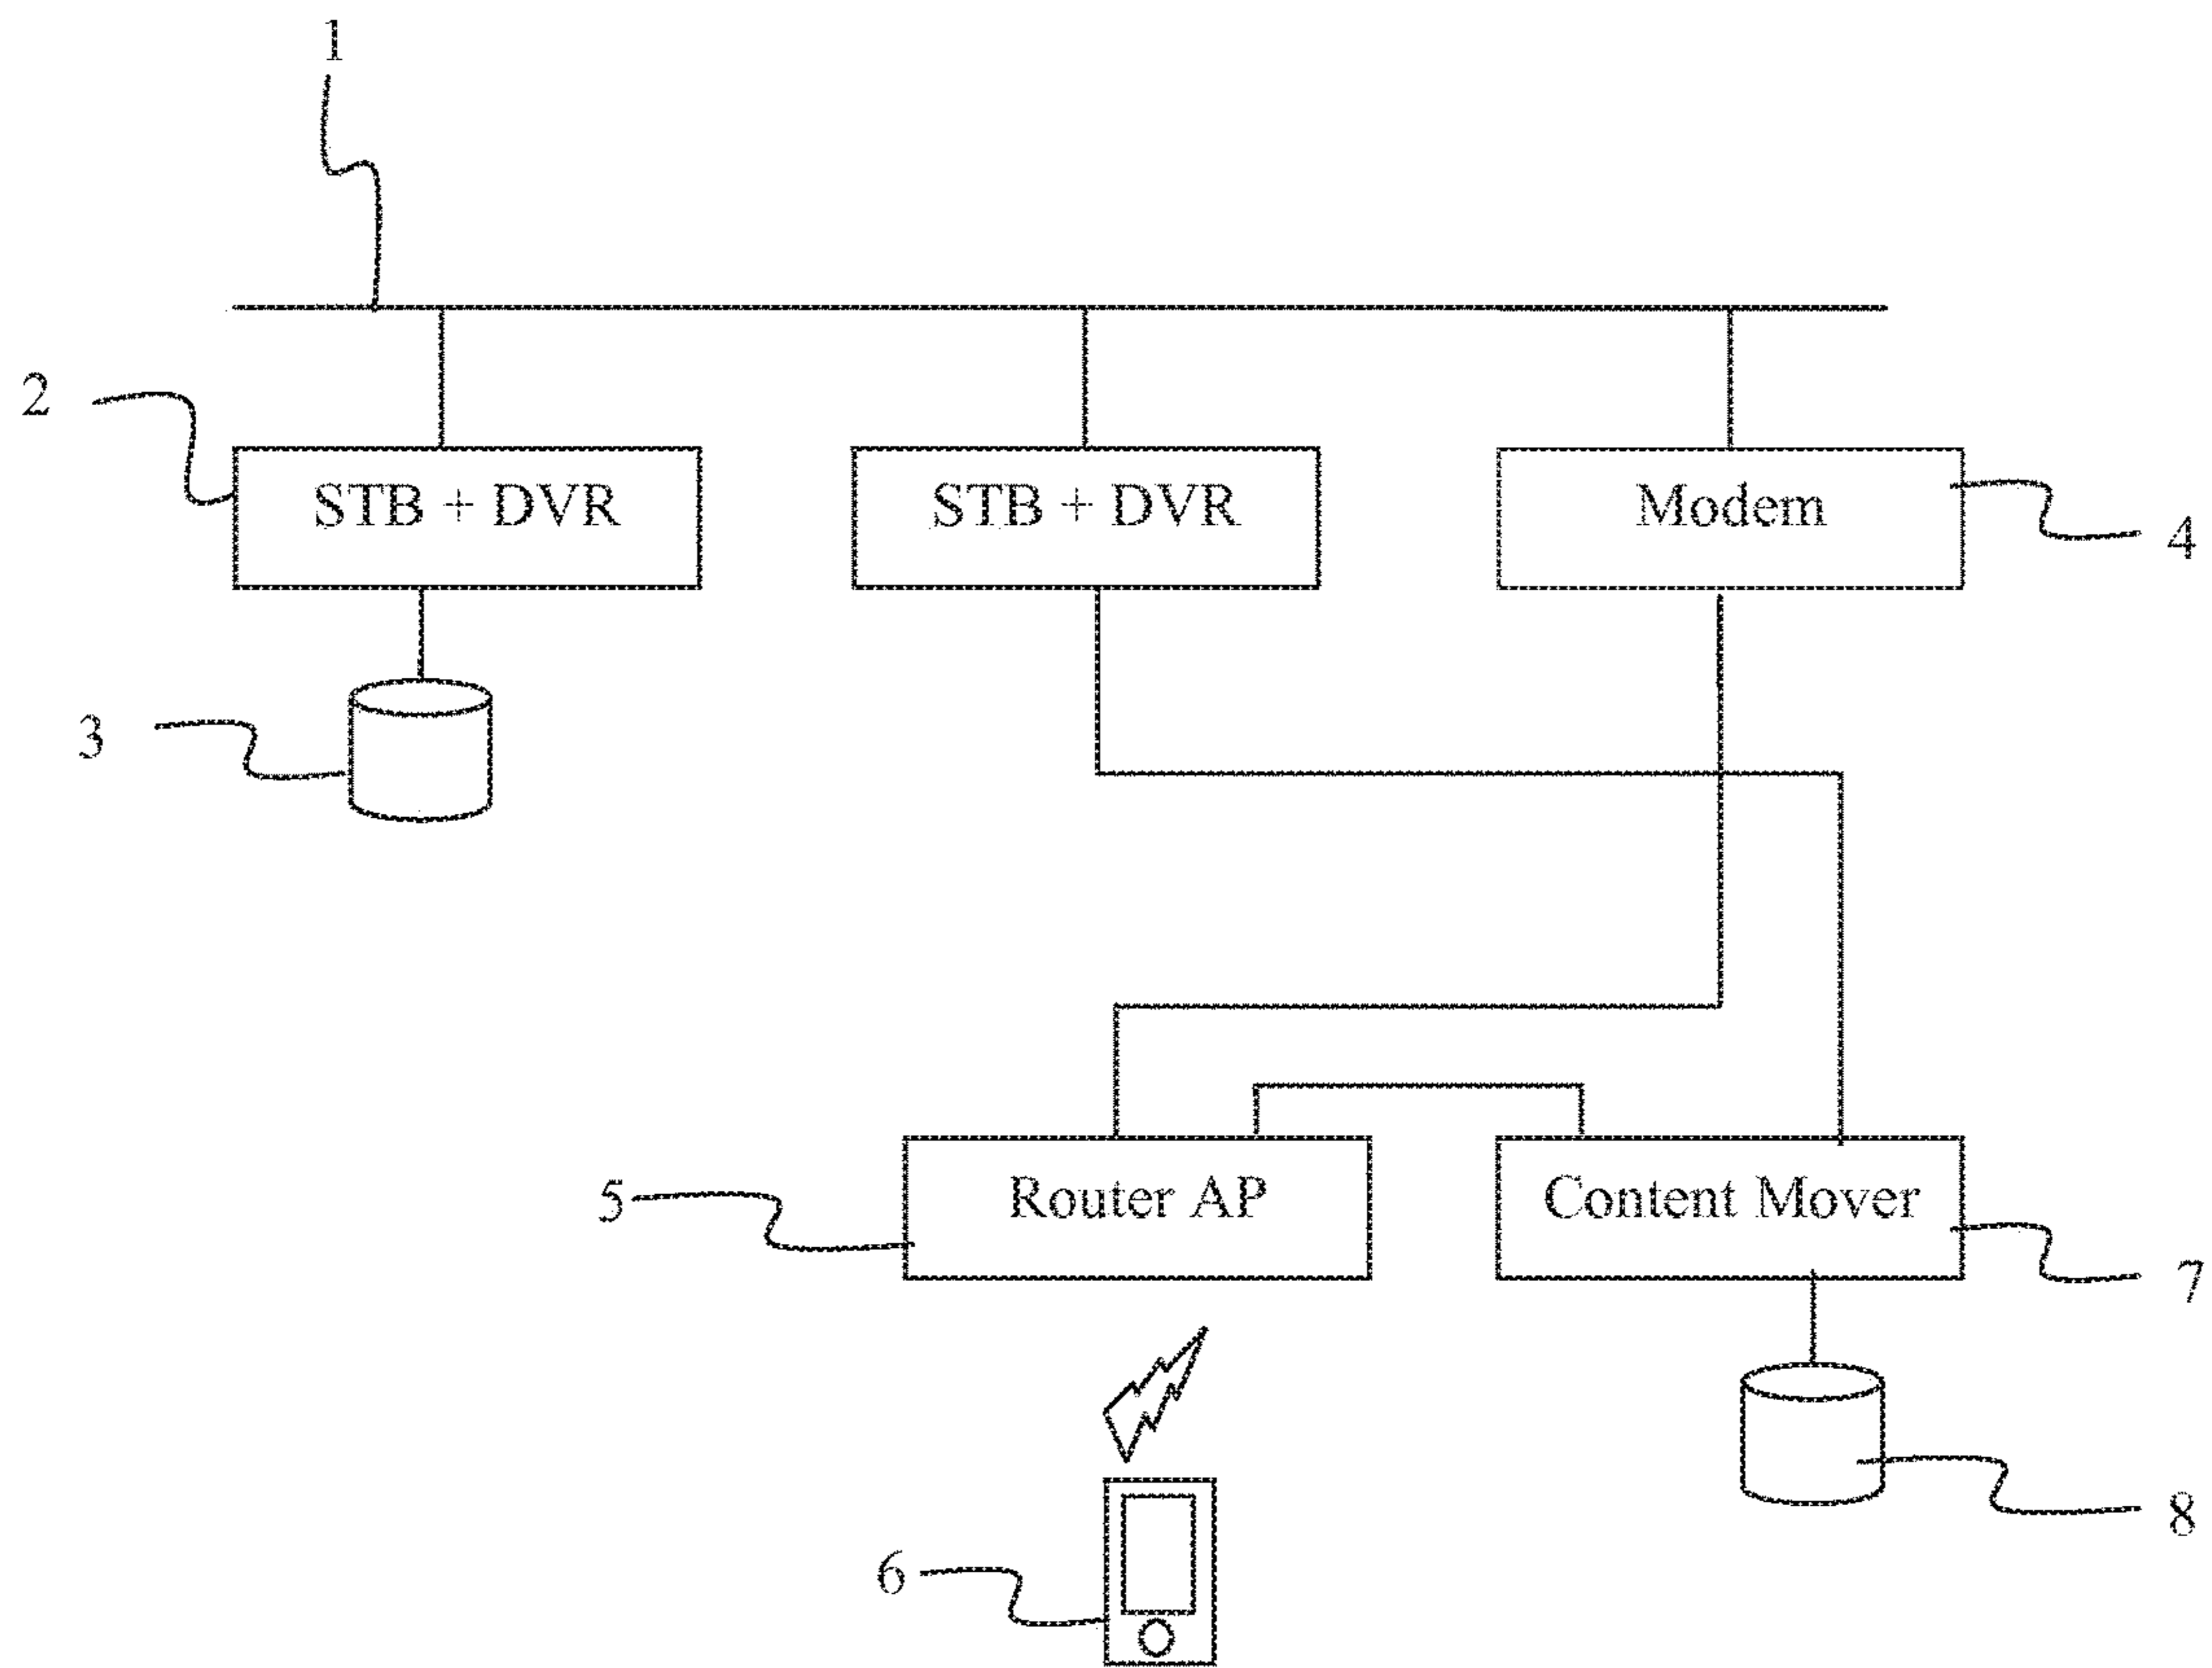 1
2
STB + DVR
STB + DVR
Modem
4
3
5
Router AP
Content Mover
7
6
8